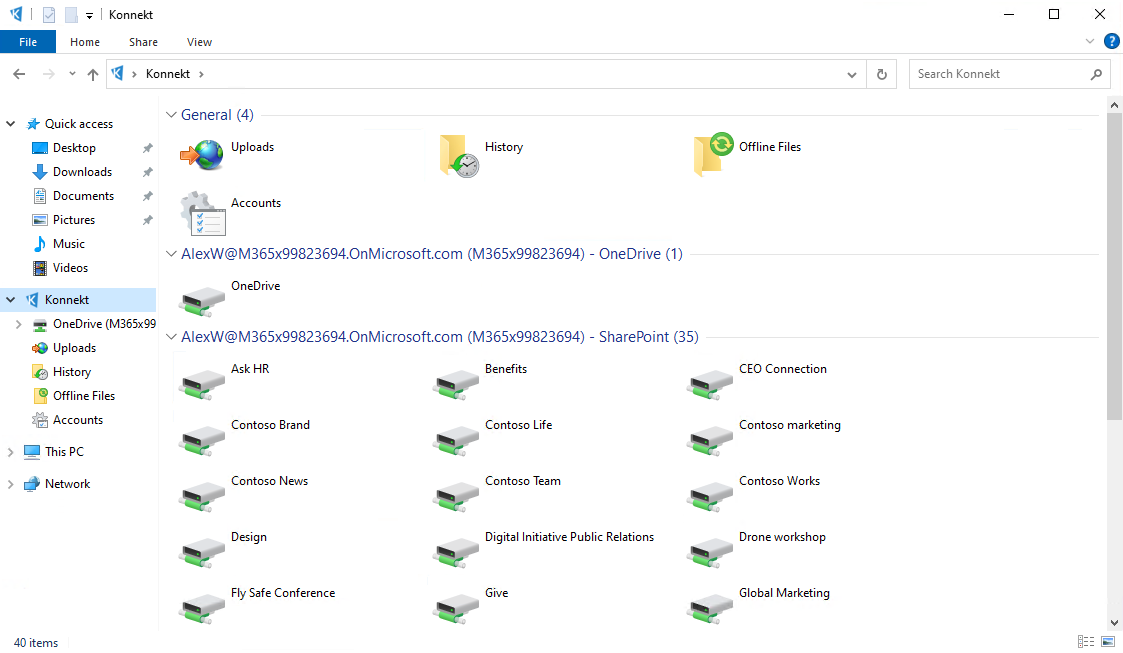 Konnekt
File Home Share View
Konnekt
Search Konnekt
Quick access
Desktop
Downloads
Documents
Pictures
Music
Videos
Konnekt
OneDrive (M365x99
Uploads
History
Offline Files
Accounts
This PC
Network
General (4)
Uploads History Offline Files
Accounts
AlexW@M365x99823694.OnMicrosoft.com (M365x99823694) - OneDrive (1)
OneDrive
AlexW@M365x99823694.OnMicrosoft.com (M365x99823694) - SharePoint (35)
Ask HR Benefits CEO Connection
Contoso Brand Contoso Life Contoso marketing
Contoso News Contoso Team Contoso Works
Design Digital Initiative Public Relations Drone workshop
Fly Safe Conference Give Global Marketing
40 items